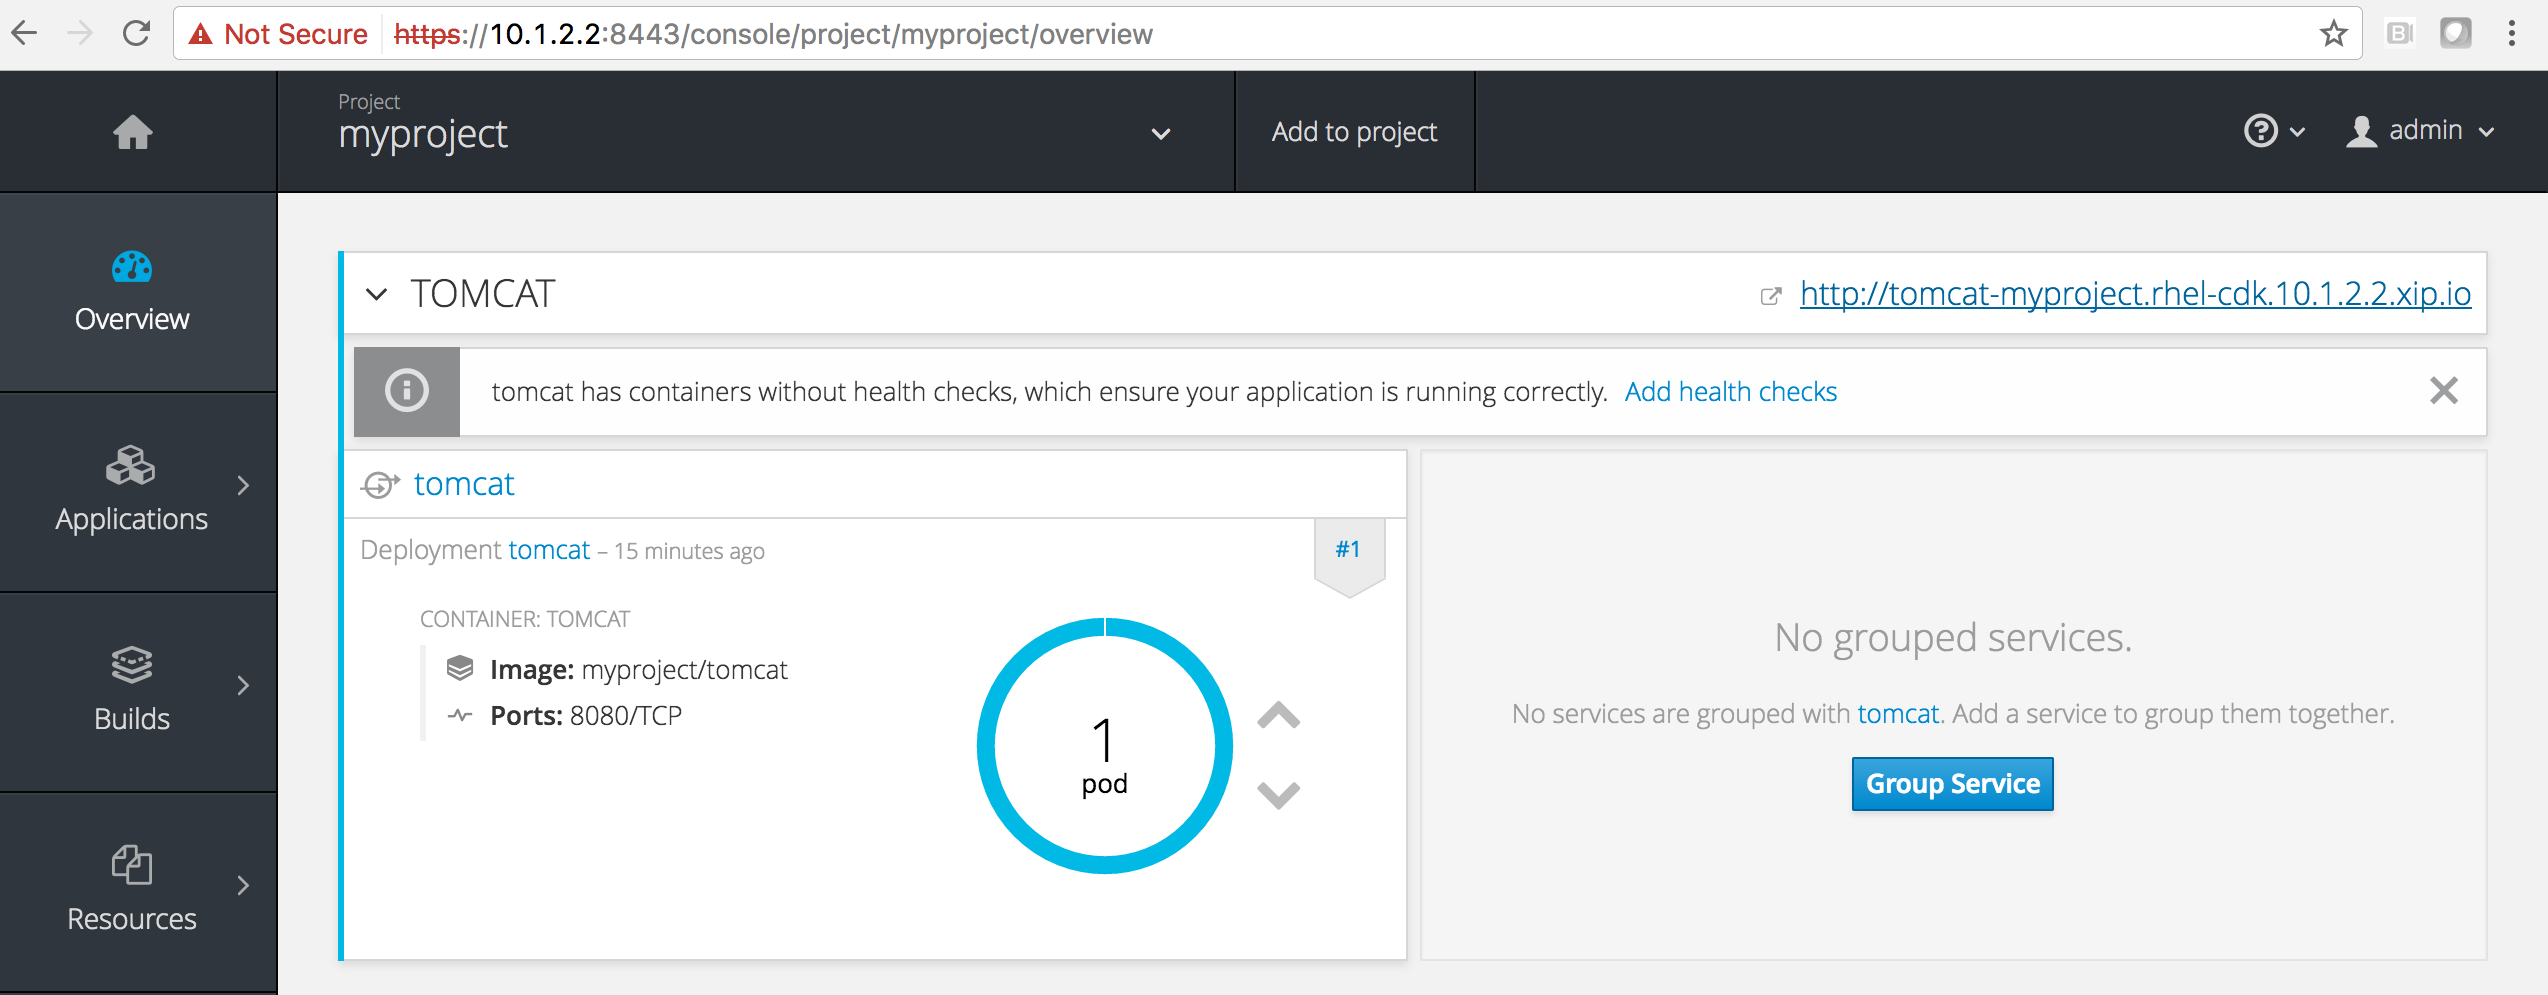 Not Secure https://10.1.2.2:8443/console/project/myproject/overview
Project
myproject
Add to project
admin
Overview
Applications
Builds
Resources
TOMCAT
http://tomcat-myproject.rhel-cdk.10.1.2.2.xip.io
tomcat has containers without health checks, which ensure your application is running correctly. Add health checks
tomcat
Deployment tomcat – 15 minutes ago
#1
CONTAINER: TOMCAT
Image: myproject/tomcat
Ports: 8080/TCP
1
pod
No grouped services.
No services are grouped with tomcat. Add a service to group them together.
Group Service